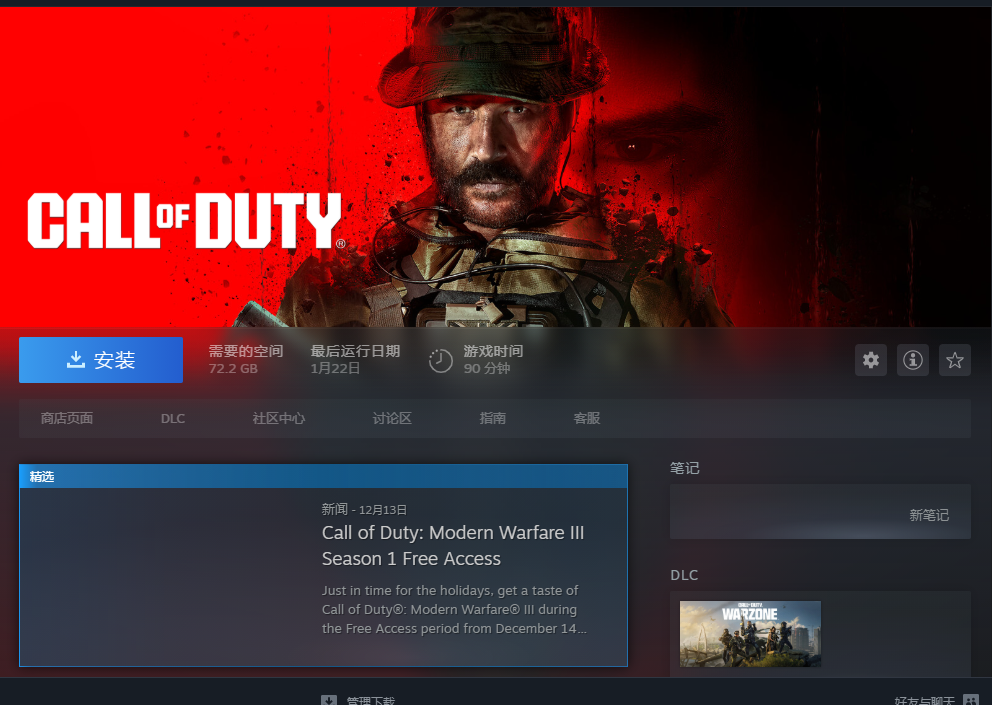 CALL OF DUTY®
安装
需要的空间
72.2 GB
最后运行日期
1月22日
游戏时间
90 分钟
商店页面 DLC 社区中心 讨论区 指南 客服
精选
新闻 - 12月13日
Call of Duty: Modern Warfare III
Season 1 Free Access
Just in time for the holidays, get a taste of
Call of Duty®: Modern Warfare® III during
the Free Access period from December 14...
笔记
新笔记
DLC
CALL OF DUTY
WARZONE
管理下载
好友与聊天